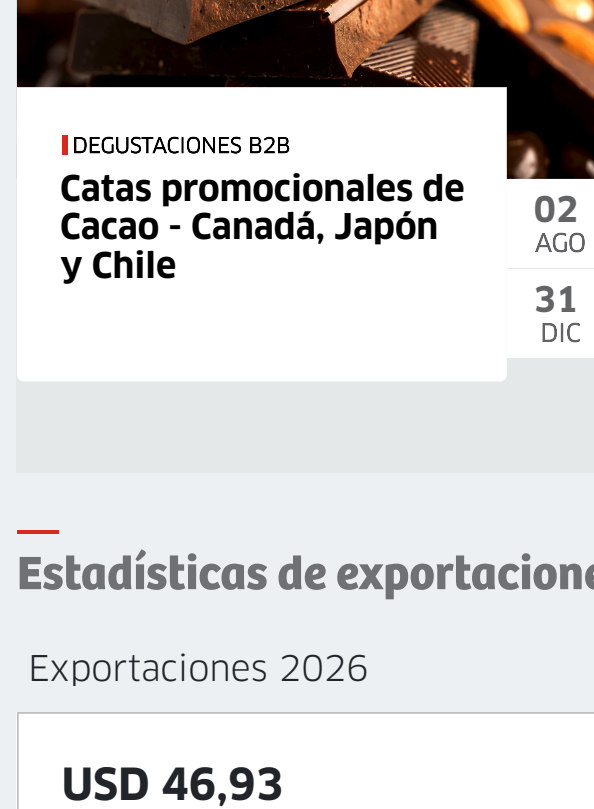 DEGUSTACIONES B2B
Catas promocionales de
Cacao - Canadá, Japón
y Chile
02
AGO
31
DIC
Estadísticas de
Exportaciones 2026
USD 46,93